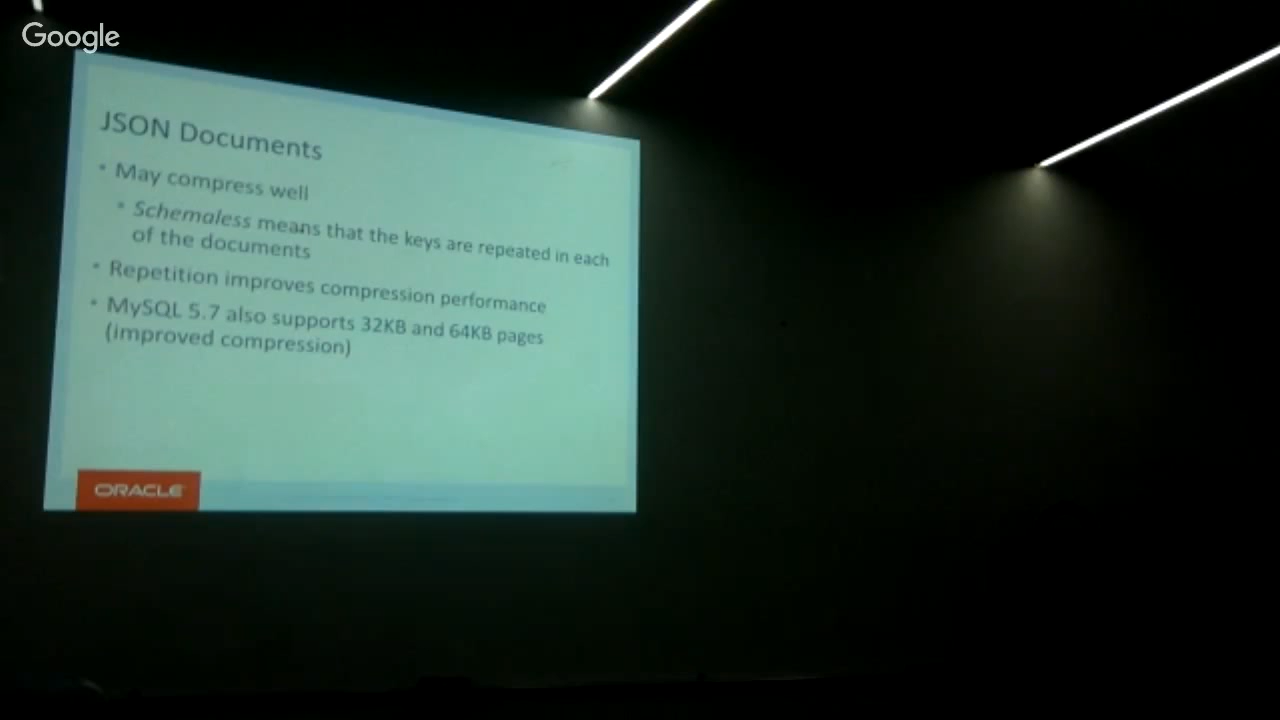 Google
JSON Documents
• May compress well
• Schemaless means that the keys are repeated in each
of the documents
• Repetition improves compression performance
• MySQL 5.7 also supports 32KB and 64KB pages
(improved compression)
ORACLE